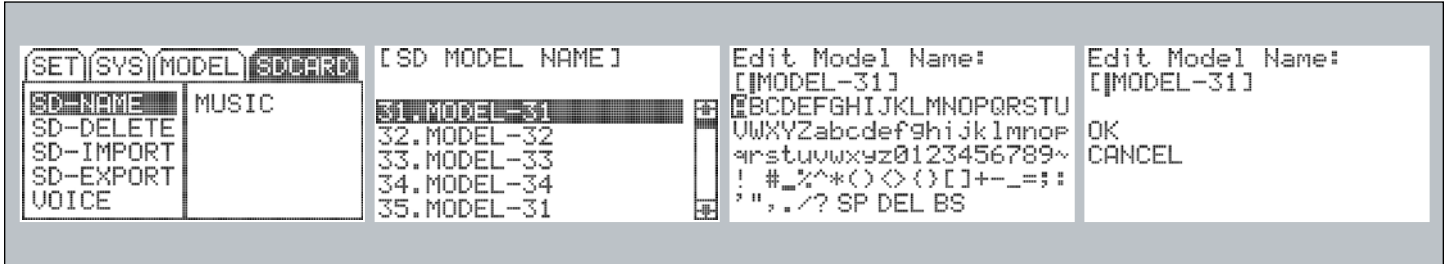 SET SYS MODEL SDCARD
SD-NAME MUSIC
SD-DELETE
SD-IMPORT
SD-EXPORT
VOICE
[SD MODEL NAME]
31.MODEL-31
32.MODEL-32
33.MODEL-33
34.MODEL-34
35.MODEL-31
Edit Model Name:
[MODEL-31]
ABCDEFGHIJKLMNOPQRSTU
VWXYZabcdefghijklmnop
qrstuvwxyz0123456789~
! #_%^*()<>{}[]+-_=;:
'",./? SP DEL BS
Edit Model Name:
[MODEL-31]
OK
CANCEL